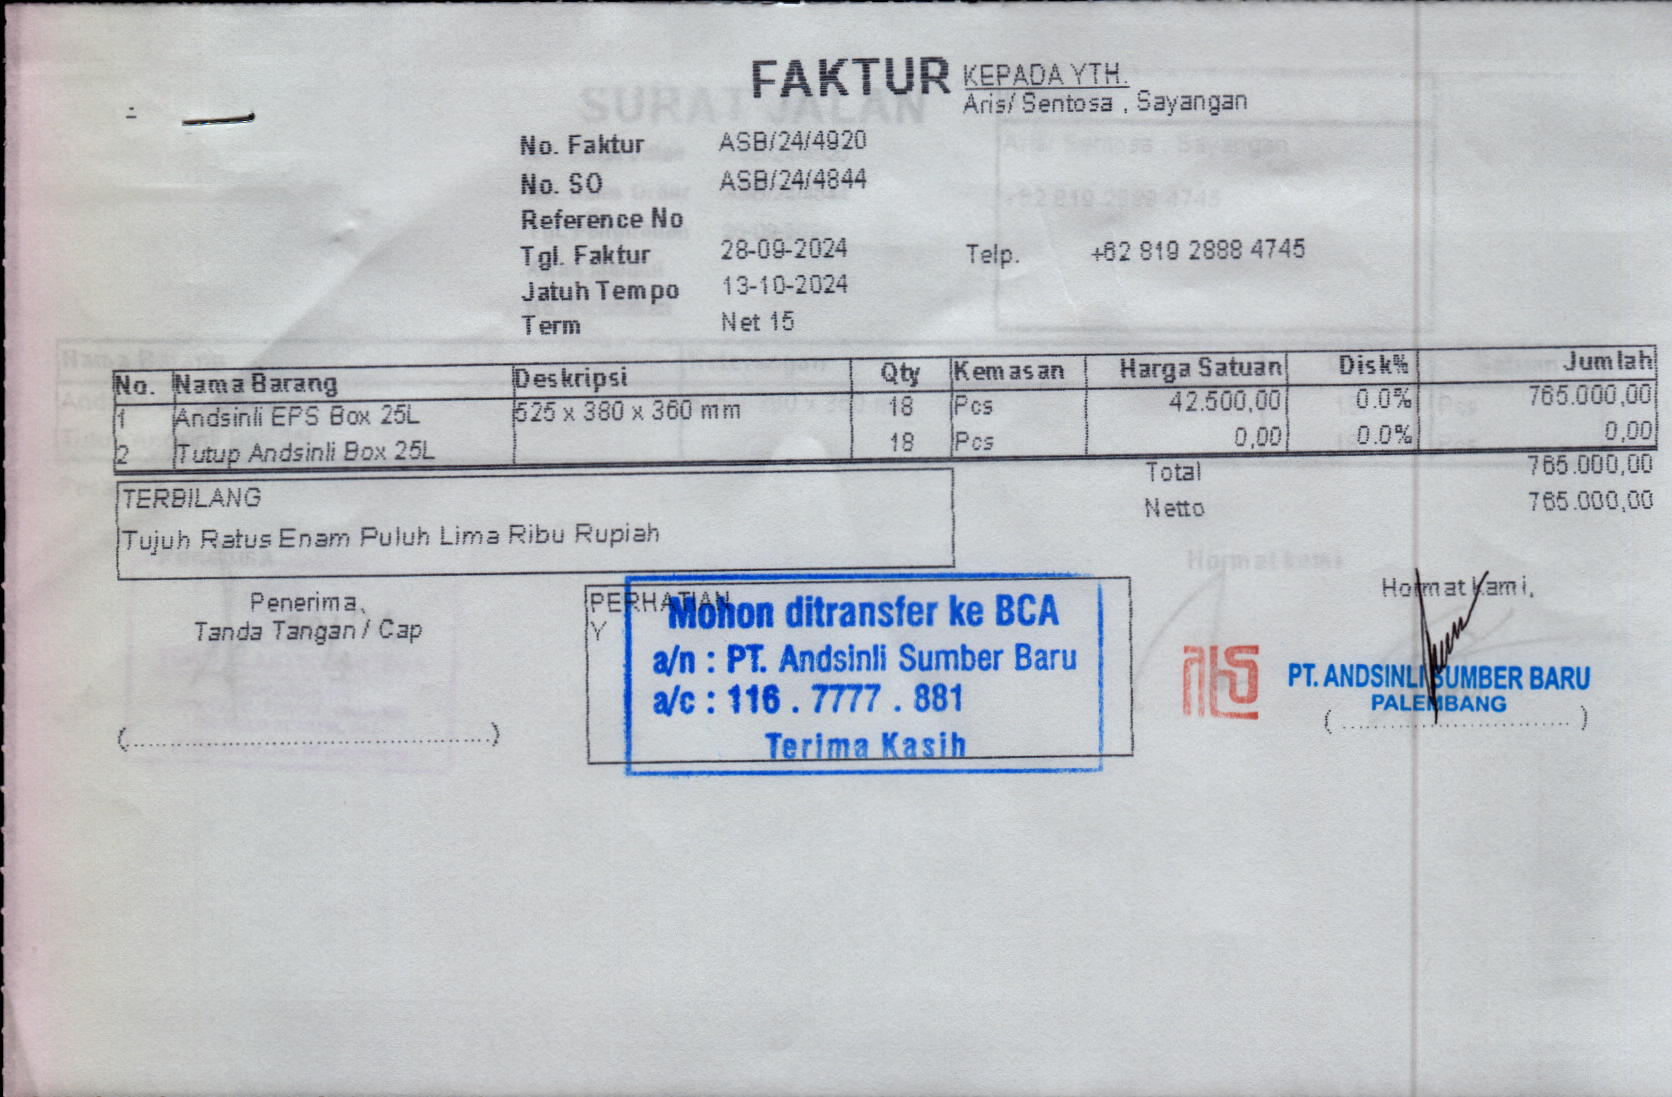 FAKTUR
KEPADA YTH.
Aris/ Sentosa , Sayangan
No. Faktur ASB/24/4920
No. SO ASB/24/4844
Reference No
Tgl. Faktur 28-09-2024 Telp. +62 819 2888 4745
Jatuh Tempo 13-10-2024
Term Net 15
No. Nama Barang Deskripsi Qty Kemasan Harga Satuan Disk% Jumlah
1 Andsinli EPS Box 25L 525 x 380 x 360 mm 18 Pcs 42.500,00 0.0% 765.000,00
2 Tutup Andsinli Box 25L 18 Pcs 0,00 0.0% 0,00
Total 765.000,00
Netto 765.000,00
TERBILANG
Tujuh Ratus Enam Puluh Lima Ribu Rupiah
Penerima,
Tanda Tangan / Cap
(........................................................)
PERHATIAN
Y
Mohon ditransfer ke BCA
a/n : PT. Andsinli Sumber Baru
a/c : 116 . 7777 . 881
Terima Kasih
Hormat Kami,
PT. ANDSINLI SUMBER BARU
PALEMBANG
(...................................)